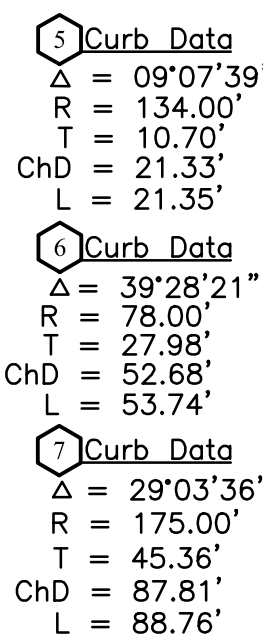 5 Curb Data
Δ = 09°07'39'
R = 134.00'
T = 10.70'
ChD = 21.33'
L = 21.35'
6 Curb Data
Δ = 39°28'21"
R = 78.00'
T = 27.98'
ChD = 52.68'
L = 53.74'
7 Curb Data
Δ = 29°03'36'
R = 175.00'
T = 45.36'
ChD = 87.81'
L = 88.76'